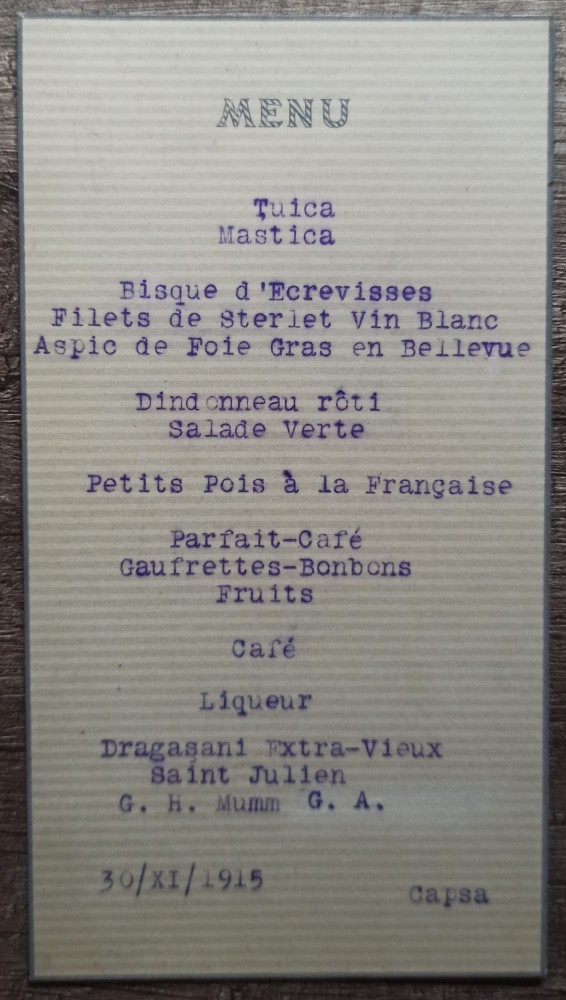 MENU
Țuica
Mastica
Bisque d'Ecrevisses
Filets de Sterlet Vin Blanc
Aspic de Foie Gras en Bellevue
Dindonneau rôti
Salade Verte
Petits Pois à la Française
Parfait-Café
Gaufrettes-Bonbons
Fruits
Café
Liqueur
Dragașani Extra-Vieux
Saint Julien
G. H. Mumm G. A.
30/XI/1915
Capsa